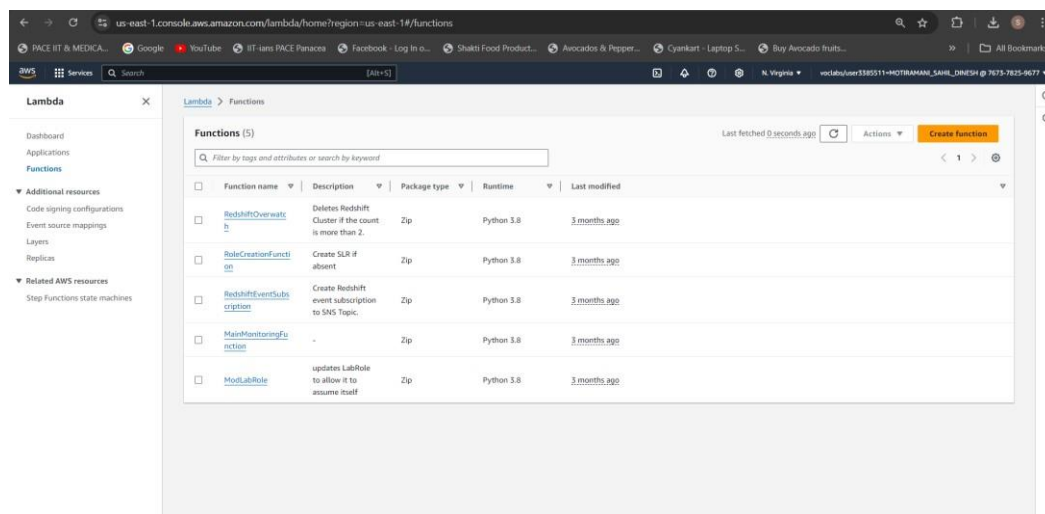 us-east-1.console.aws.amazon.com/lambda/home?region=us-east-1#/functions
PACE IIT & MEDICA... Google YouTube IIT-ians PACE Panacea Facebook - Log In o... Shakti Food Product... Avocados & Pepper... Cyankart - Laptop S... Buy Avocado fruits... » All Bookmark
aws Services Search [Alt+S] N. Virginia ▼ voclabs/user3385511=MOTIRAMANI_SAHIL_DINESH @ 7673-7825-9677
Lambda ×
Dashboard
Applications
Functions
▼ Additional resources
Code signing configurations
Event source mappings
Layers
Replicas
▼ Related AWS resources
Step Functions state machines
Lambda > Functions
Functions (5) Last fetched 0 seconds ago Actions ▼ Create function
Filter by tags and attributes or search by keyword < 1 >
Function name Description Package type Runtime Last modified
RedshiftOverwatc
h
Deletes Redshift
Cluster if the count
is more than 2.
Zip Python 3.8 3 months ago
RoleCreationFuncti
on
Create SLR if
absent
Zip Python 3.8 3 months ago
RedshiftEventSubs
cription
Create Redshift
event subscription
to SNS Topic.
Zip Python 3.8 3 months ago
MainMonitoringFu
nction
- Zip Python 3.8 3 months ago
ModLabRole
updates LabRole
to allow it to
assume itself
Zip Python 3.8 3 months ago